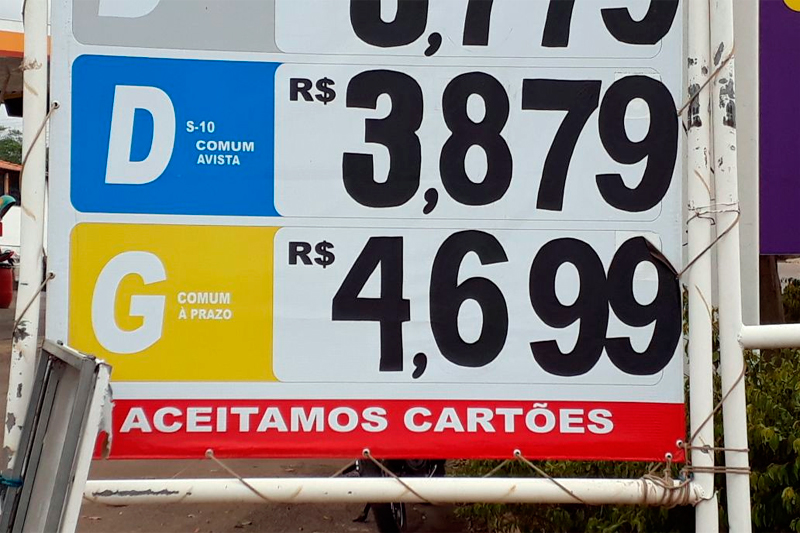 D S-10
COMUM
AVISTA
R$ 3,879
G COMUM
À PRAZO
R$ 4,699
ACEITAMOS CARTÕES